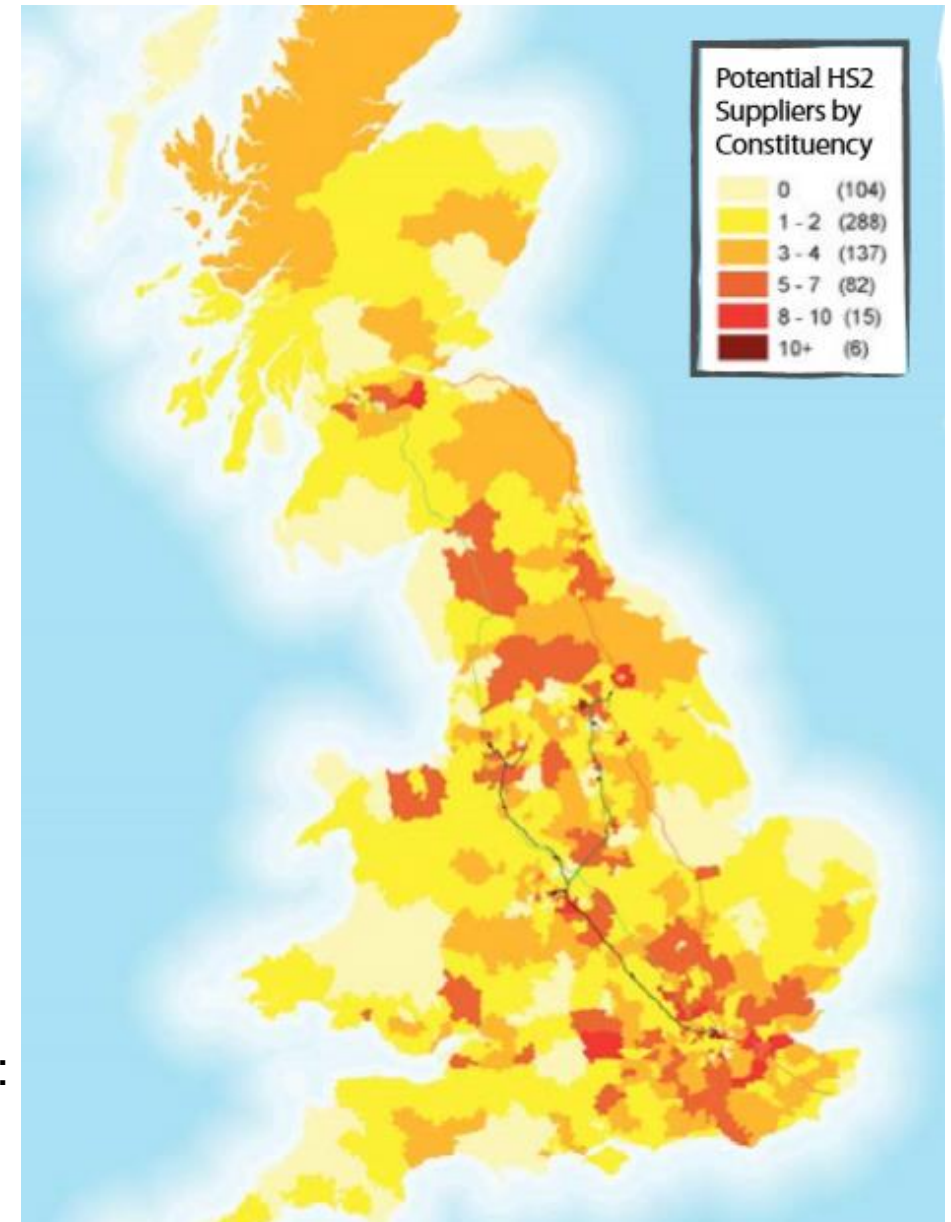 Potential HS2
Suppliers by
Constituency
0 (104)
1 - 2 (288)
3 - 4 (137)
5 - 7 (82)
8 - 10 (15)
10+ (6)
: